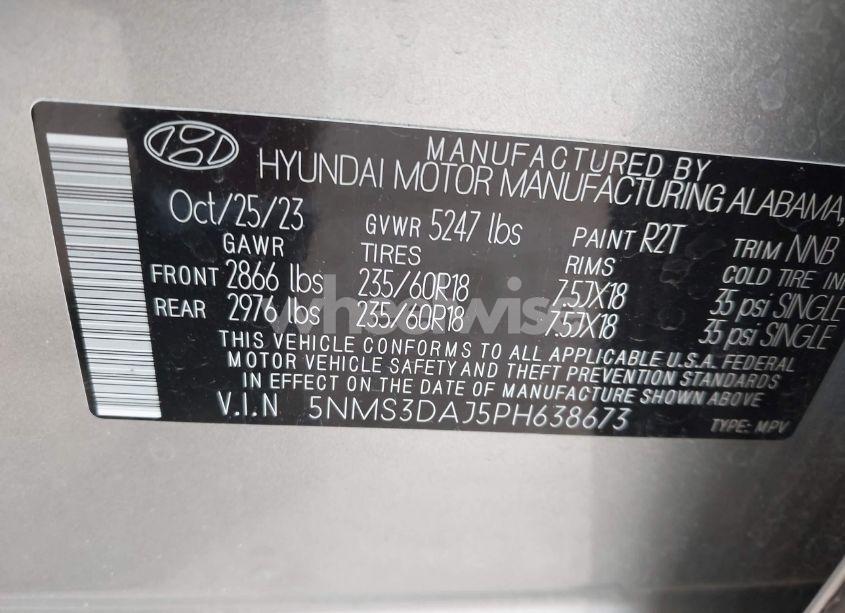 MANUFACTURED BY
HYUNDAI MOTOR MANUFACTURING ALABAMA,
Oct/25/23 GVWR 5247 lbs PAINT R2T TRIM NNB
GAWR TIRES RIMS COLD TIRE INF
FRONT 2866 lbs 235/60R18 7.5JX18 35 psi SINGLE
REAR 2976 lbs 235/60R18 7.5JX18 35 psi SINGLE
THIS VEHICLE CONFORMS TO ALL APPLICABLE U.S.A. FEDERAL
MOTOR VEHICLE SAFETY AND THEFT PREVENTION STANDARDS
IN EFFECT ON THE DATE OF MANUFACTURE SHOWN ABOVE
V.I.N 5NMS3DAJ5PH638673 TYPE: MPV